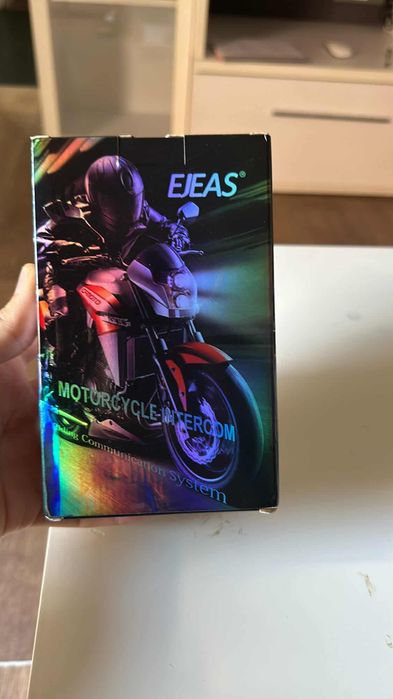 EJEAS®
MOTORCYCLE INTERCOM
Communication System